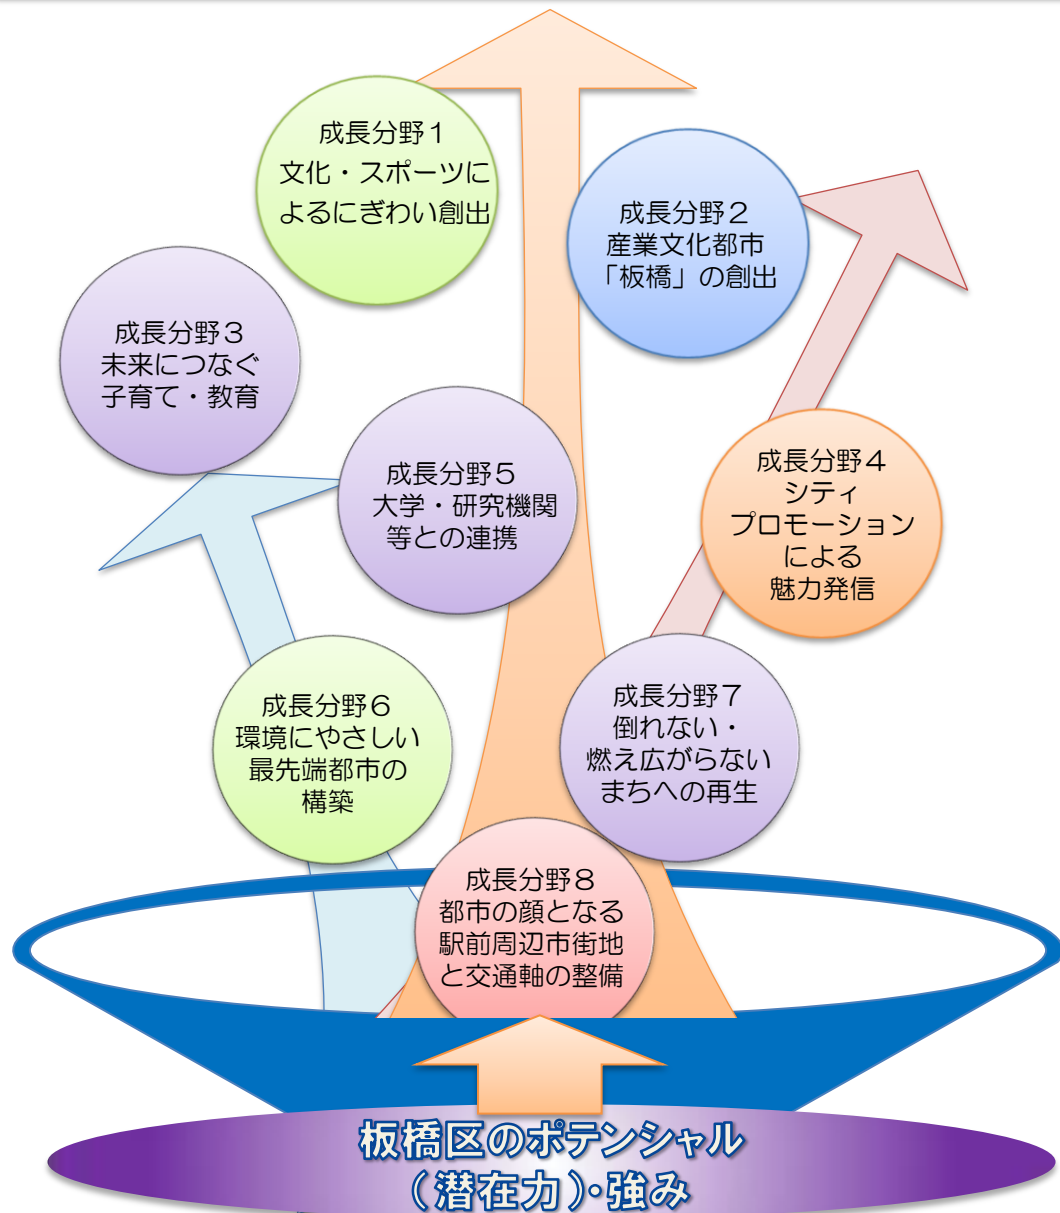 成長分野１
文化・スポーツに
よるにぎわい創出
成長分野２
産業文化都市
「板橋」の創出
成長分野３
未来につなぐ
子育て・教育
成長分野４
シティ
プロモーション
による
魅力発信
成長分野５
大学・研究機関
等との連携
成長分野６
環境にやさしい
最先端都市の
構築
成長分野７
倒れない・
燃え広がらない
まちへの再生
成長分野８
都市の顔となる
駅前周辺市街地
と交通軸の整備
板橋区のポテンシャル
（潜在力）・強み